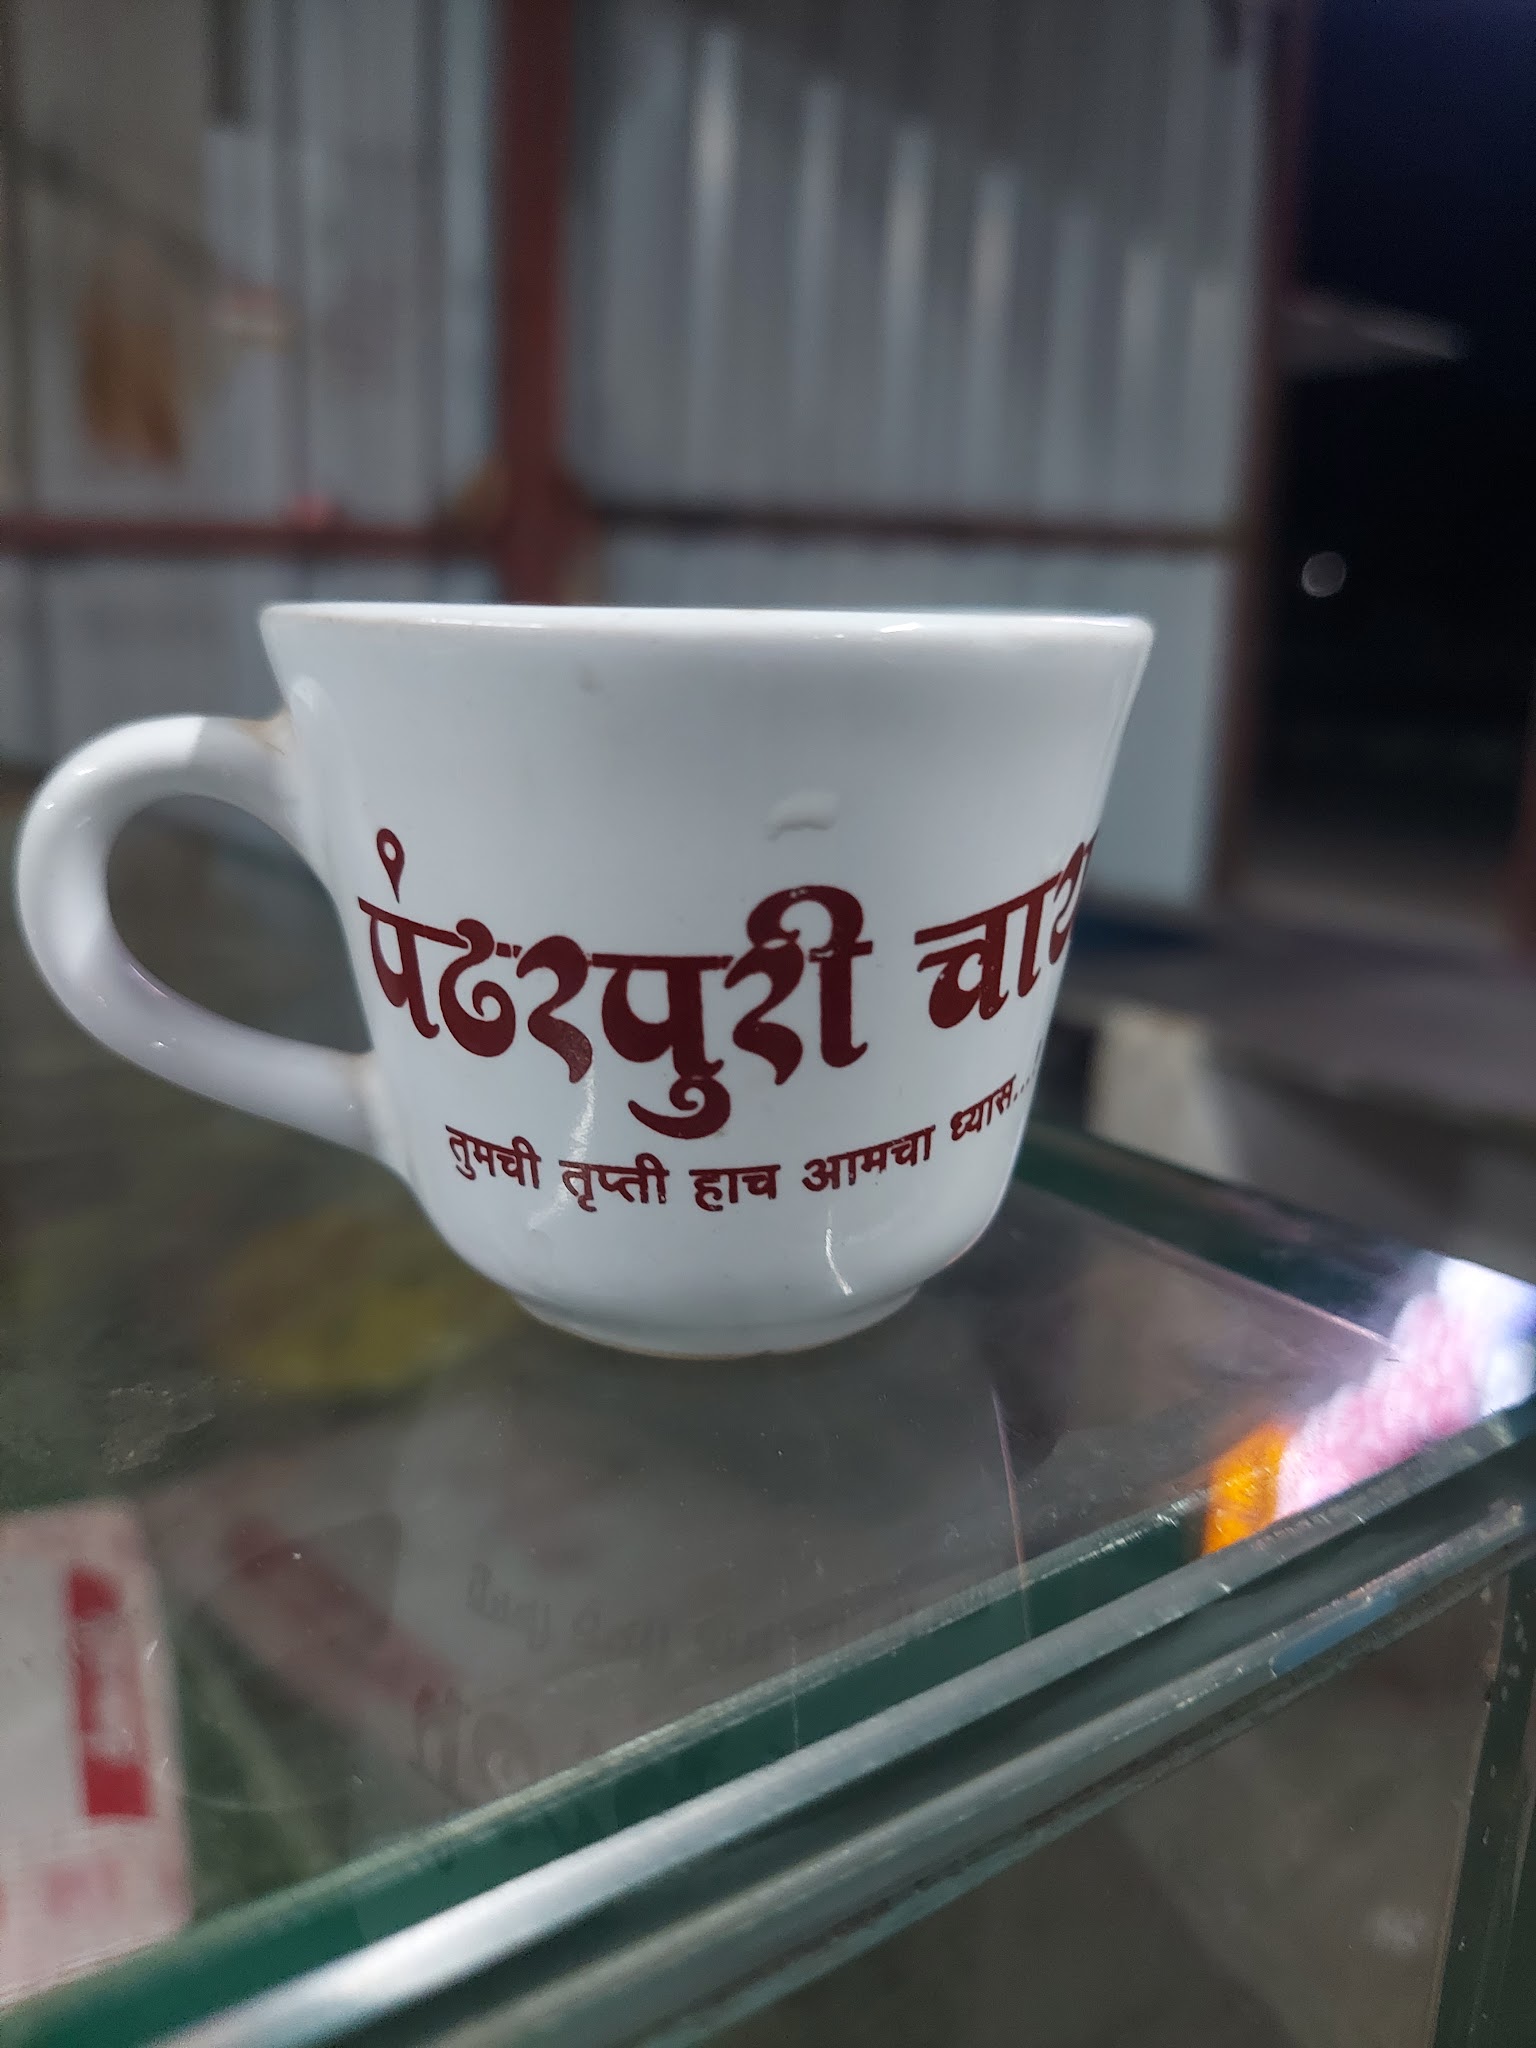 पंढरपुरी चाय
तुमची तृप्ती हाच आमचा ध्यास...